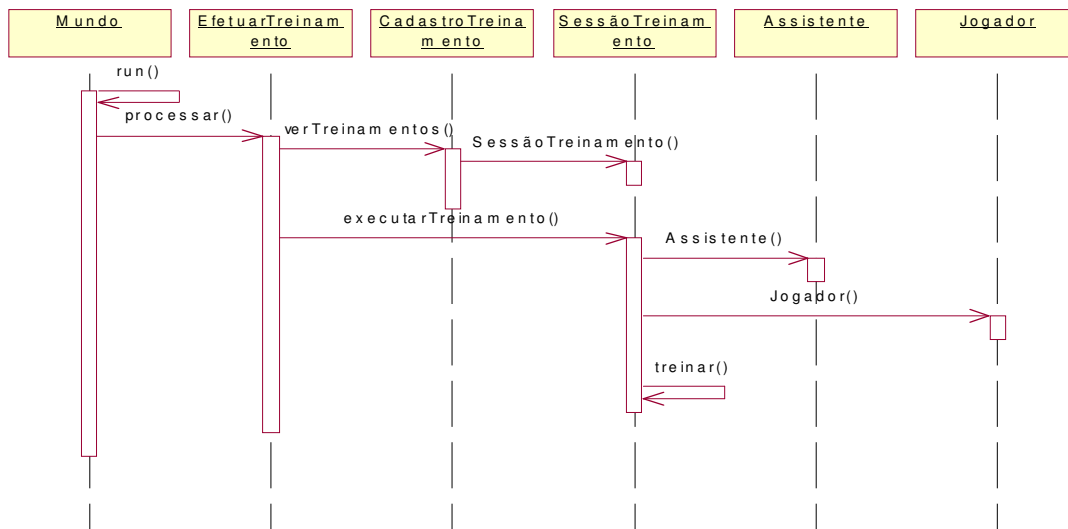 Mundo
EfetuarTreinam
ento
CadastroTreina
mento
SessãoTreinam
ento
Assistente
Jogador
run()
processar()
verTreinamentos()
SessãoTreinamento()
executarTreinamento()
Assistente()
Jogador()
treinar()